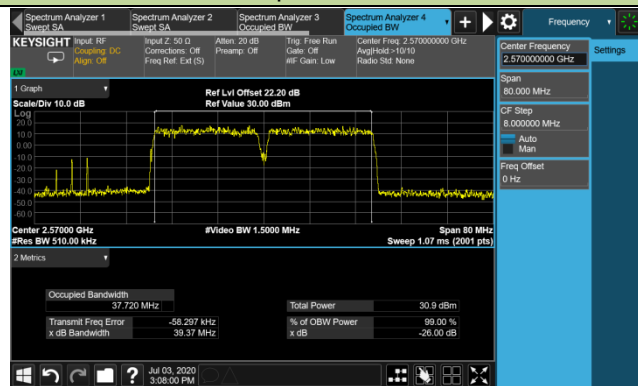 Spectrum Analyzer 1
Swept SA
Spectrum Analyzer 2
Swept SA
Spectrum Analyzer 3
Occupied BW
Spectrum Analyzer 4
Occupied BW
Frequency
KEYSIGHT
Input: RF
Coupling: DC
Align: Off
Input Z: 50 Ω
Corrections: Off
Freq Ref: Ext (S)
Atten: 20 dB
Preamp: Off
Trig: Free Run
Gate: Off
#IF Gain: Low
Center Freq: 2.570000000 GHz
Avg|Hold:>10/10
Radio Std: None
LXI
Center Frequency
2.570000000 GHz
Settings
Span
80.000 MHz
CF Step
8.000000 MHz
Auto
Man
Freq Offset
0 Hz
1 Graph
Scale/Div 10.0 dB
Ref Lvl Offset 22.20 dB
Ref Value 30.00 dBm
Log
20.0
10.0
0.00
-10.0
-20.0
-30.0
-40.0
-50.0
-60.0
Center 2.57000 GHz
#Res BW 510.00 kHz
#Video BW 1.5000 MHz
Span 80 MHz
Sweep 1.07 ms (2001 pts)
2 Metrics
Occupied Bandwidth
37.720 MHz
Total Power
30.9 dBm
Transmit Freq Error
-58.297 kHz
% of OBW Power
99.00 %
x dB Bandwidth
39.37 MHz
x dB
-26.00 dB
Jul 03, 2020
3:08:00 PM